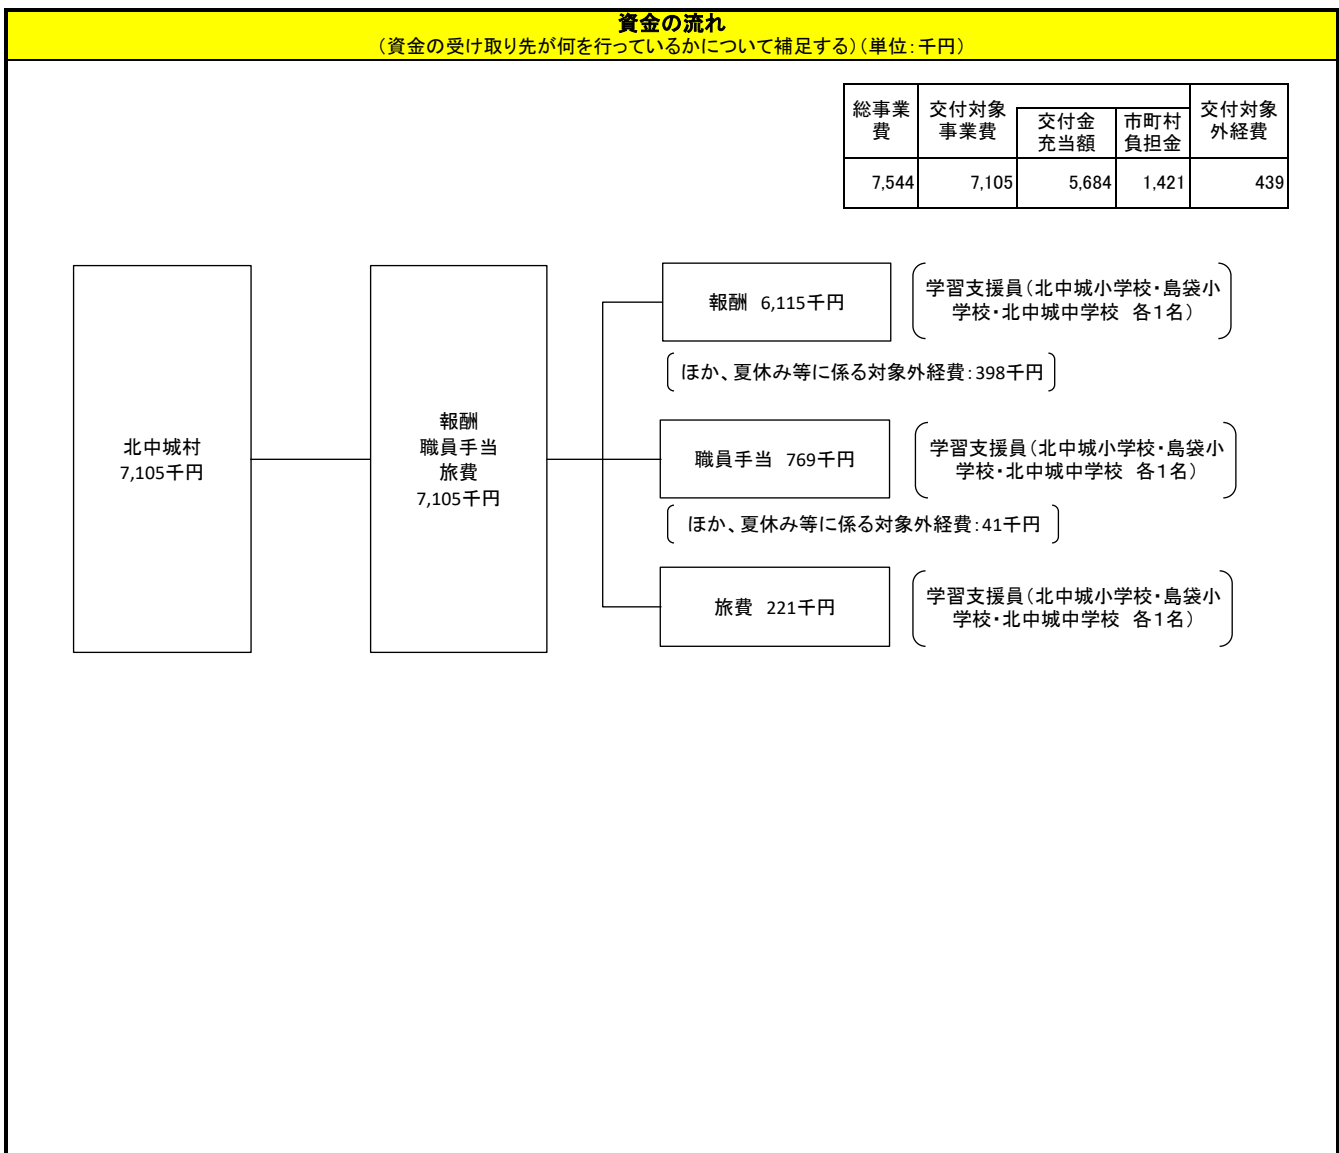 資金の流れ
（資金の受け取り先が何を行っているかについて補足する）（単位：千円）
総事業
費
交付対象
事業費
交付金
充当額
市町村
負担金
交付対象
外経費
7,544
7,105
5,684
1,421
439
北中城村
7,105千円
報酬
職員手当
旅費
7,105千円
報酬 6,115千円
学習支援員（北中城小学校・島袋小
学校・北中城中学校 各１名）
ほか、夏休み等に係る対象外経費：398千円
職員手当 769千円
学習支援員（北中城小学校・島袋小
学校・北中城中学校 各１名）
ほか、夏休み等に係る対象外経費：41千円
旅費 221千円
学習支援員（北中城小学校・島袋小
学校・北中城中学校 各１名）